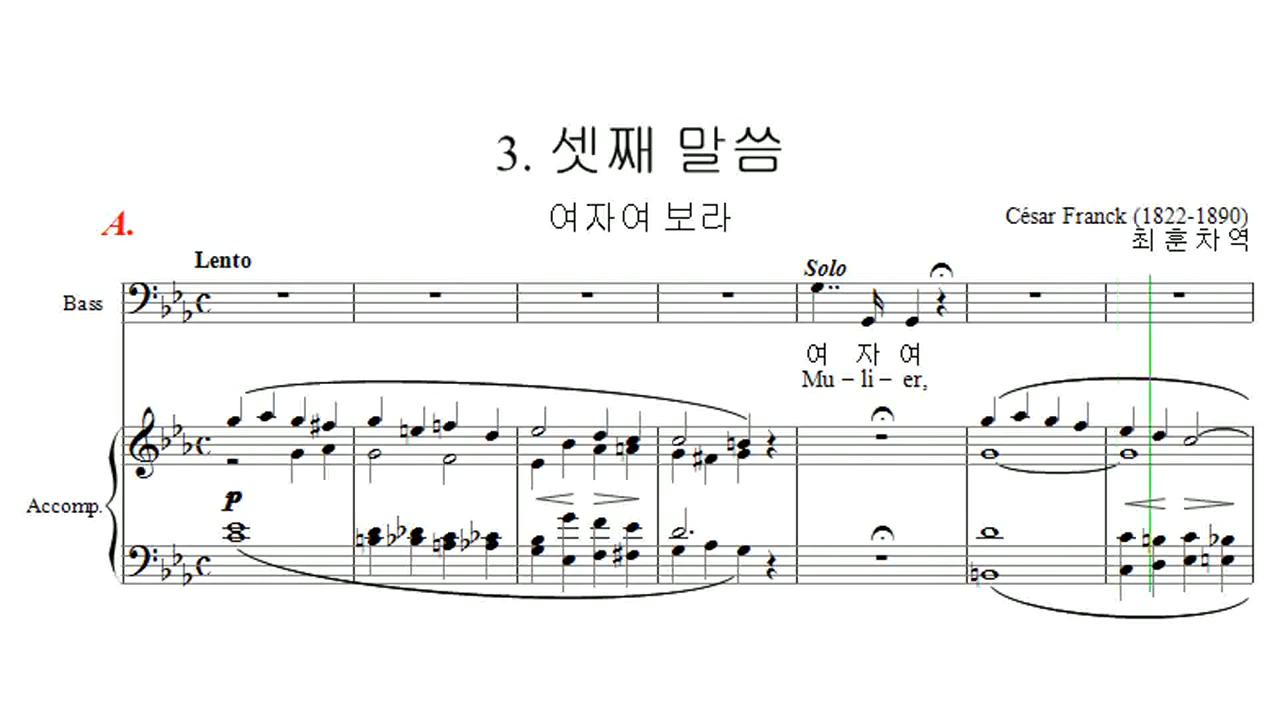 3. 셋째 말씀
여자여 보라
A.
César Franck (1822-1890)
최 훈 차 역
Lento
Solo
Bass
여 자 여
Mu – li – er,
p
Accomp.